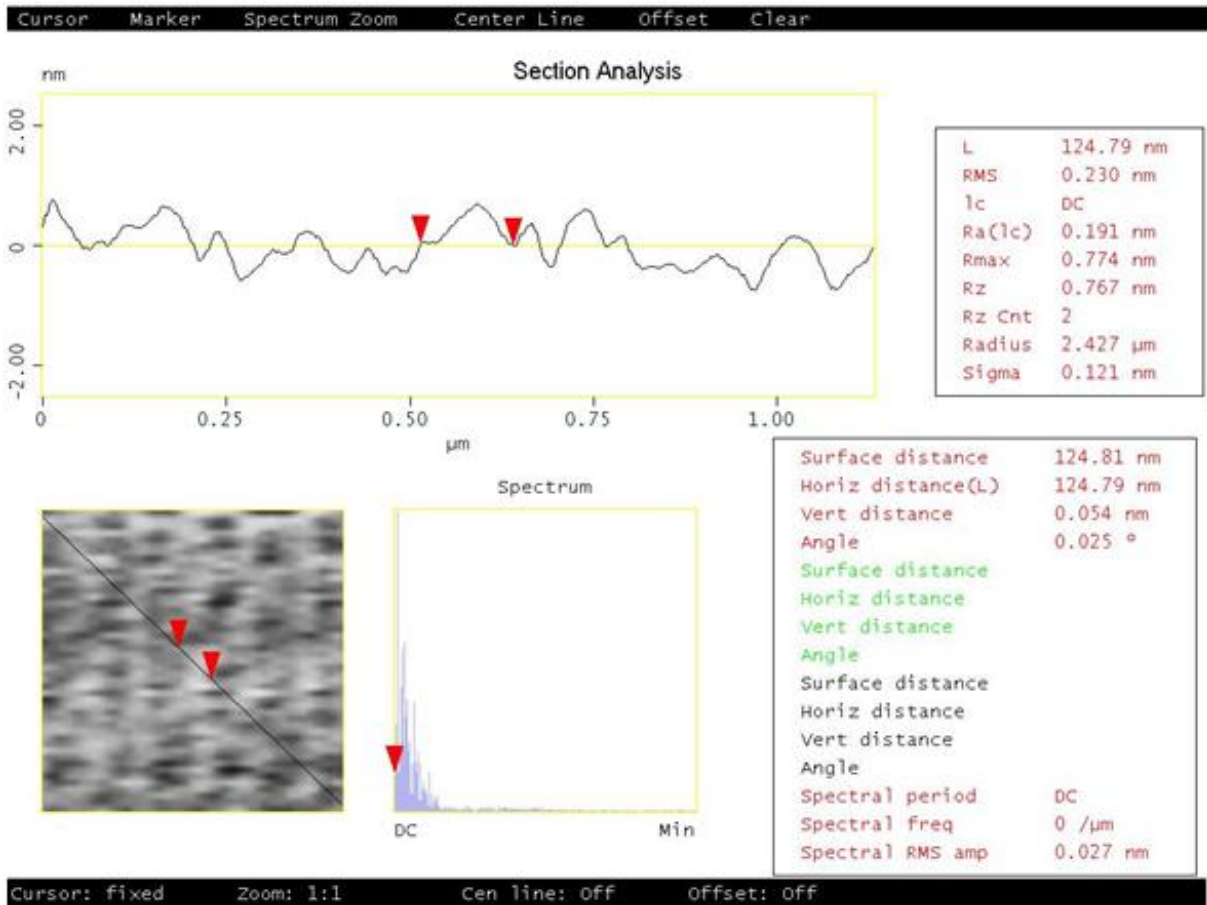 Cursor Marker Spectrum Zoom Center Line Offset Clear
Section Analysis
nm
2.00
0
-2.00
0 0.25 0.50 0.75 1.00
µm
L 124.79 nm
RMS 0.230 nm
lc DC
Ra(lc) 0.191 nm
Rmax 0.774 nm
Rz 0.767 nm
Rz Cnt 2
Radius 2.427 µm
Sigma 0.121 nm
Spectrum
DC Min
Surface distance 124.81 nm
Horiz distance(L) 124.79 nm
Vert distance 0.054 nm
Angle 0.025 °
Surface distance
Horiz distance
Vert distance
Angle
Surface distance
Horiz distance
Vert distance
Angle
Spectral period DC
Spectral freq 0 /µm
Spectral RMS amp 0.027 nm
Cursor: fixed Zoom: 1:1 Cen line: Off Offset: Off